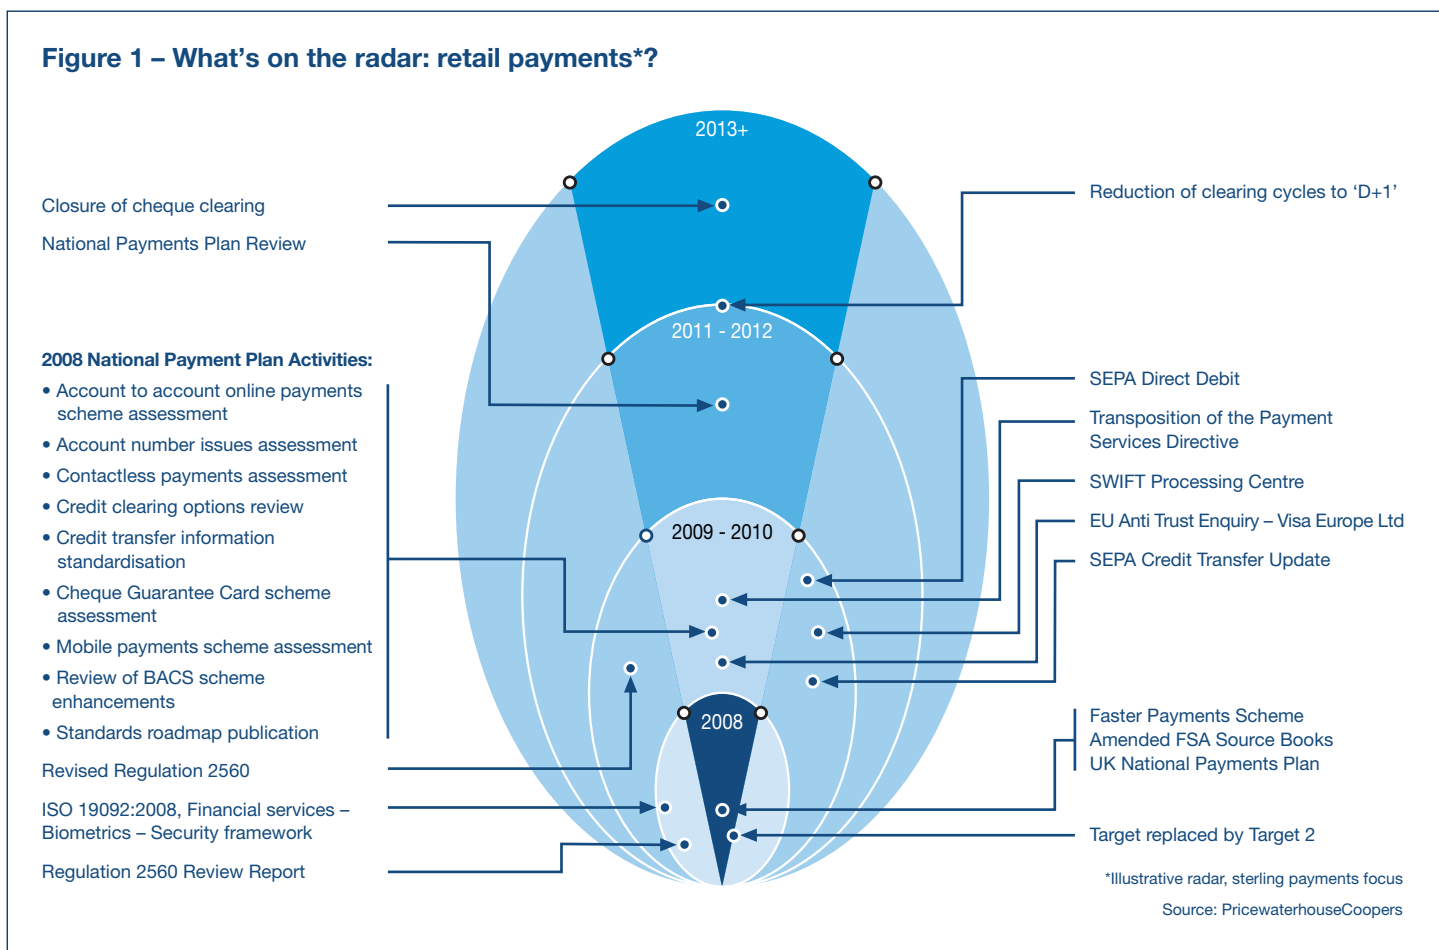 Figure 1 – What's on the radar: retail payments*?
2013+
2011 - 2012
2009 - 2010
2008
Closure of cheque clearing
National Payments Plan Review
2008 National Payment Plan Activities:
• Account to account online payments
scheme assessment
• Account number issues assessment
• Contactless payments assessment
• Credit clearing options review
• Credit transfer information
standardisation
• Cheque Guarantee Card scheme
assessment
• Mobile payments scheme assessment
• Review of BACS scheme
enhancements
• Standards roadmap publication
Revised Regulation 2560
ISO 19092:2008, Financial services –
Biometrics – Security framework
Regulation 2560 Review Report
Reduction of clearing cycles to ‘D+1’
SEPA Direct Debit
Transposition of the Payment
Services Directive
SWIFT Processing Centre
EU Anti Trust Enquiry – Visa Europe Ltd
SEPA Credit Transfer Update
Faster Payments Scheme
Amended FSA Source Books
UK National Payments Plan
Target replaced by Target 2
*Illustrative radar, sterling payments focus
Source: PricewaterhouseCoopers